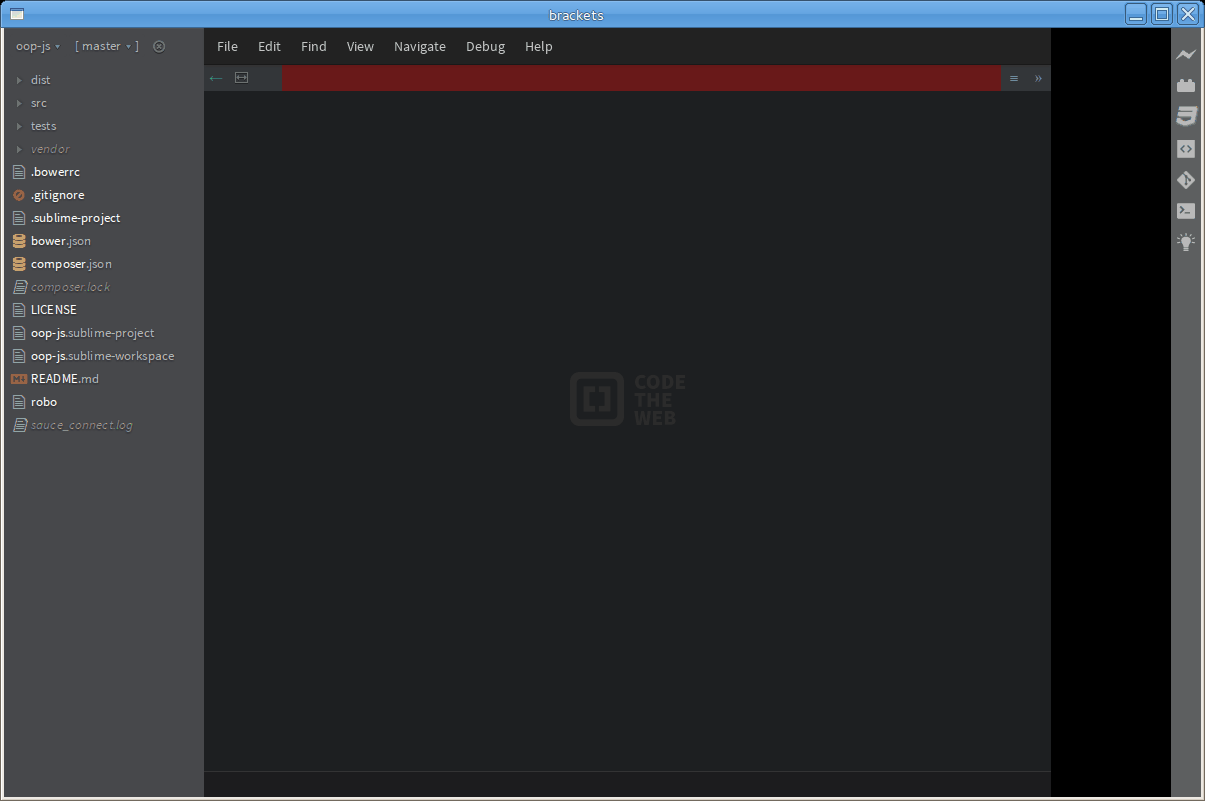 brackets
oop-js [ master ]
File Edit Find View Navigate Debug Help
dist
src
tests
vendor
.bowerrc
.gitignore
.sublime-project
bower.json
composer.json
composer.lock
LICENSE
oop-js.sublime-project
oop-js.sublime-workspace
README.md
robo
sauce_connect.log
CODE
THE
WEB